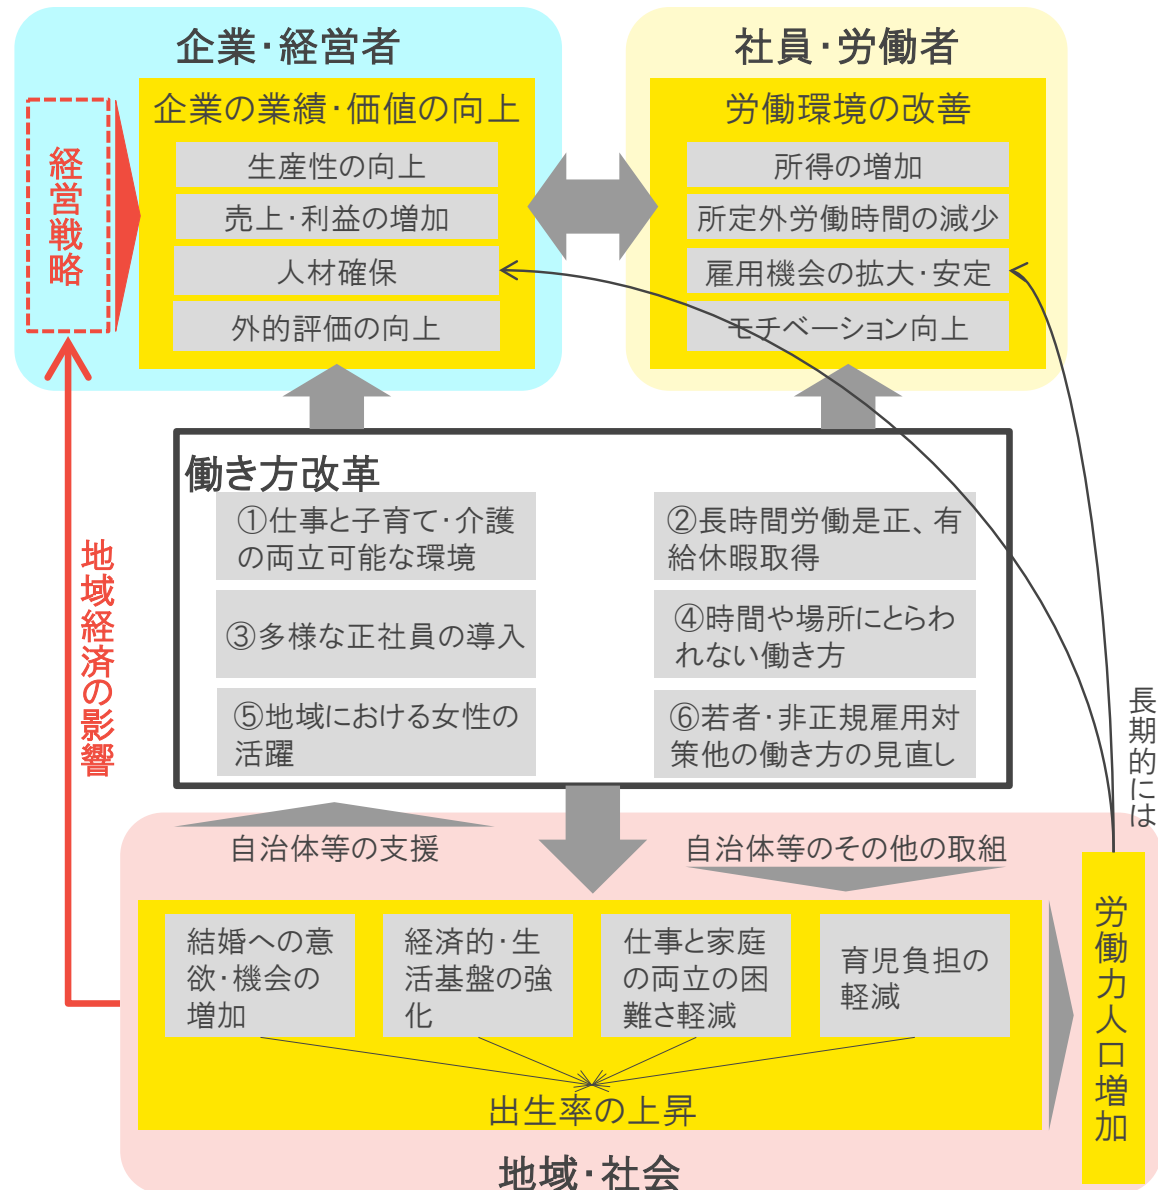 企業・経営者
企業の業績・価値の向上
生産性の向上
売上・利益の増加
人材確保
外的評価の向上
経営戦略
社員・労働者
労働環境の改善
所得の増加
所定外労働時間の減少
雇用機会の拡大・安定
モチベーション向上
働き方改革
①仕事と子育て・介護
の両立可能な環境
②長時間労働是正、有
給休暇取得
③多様な正社員の導入
④時間や場所にとらわ
れない働き方
⑤地域における女性の
活躍
⑥若者・非正規雇用対
策他の働き方の見直し
地域経済の影響
長期的には
自治体等の支援
自治体等のその他の取組
結婚への意
欲・機会の
増加
経済的・生
活基盤の強
化
仕事と家庭
の両立の困
難さ軽減
育児負担の
軽減
出生率の上昇
労働力人口増加
地域・社会